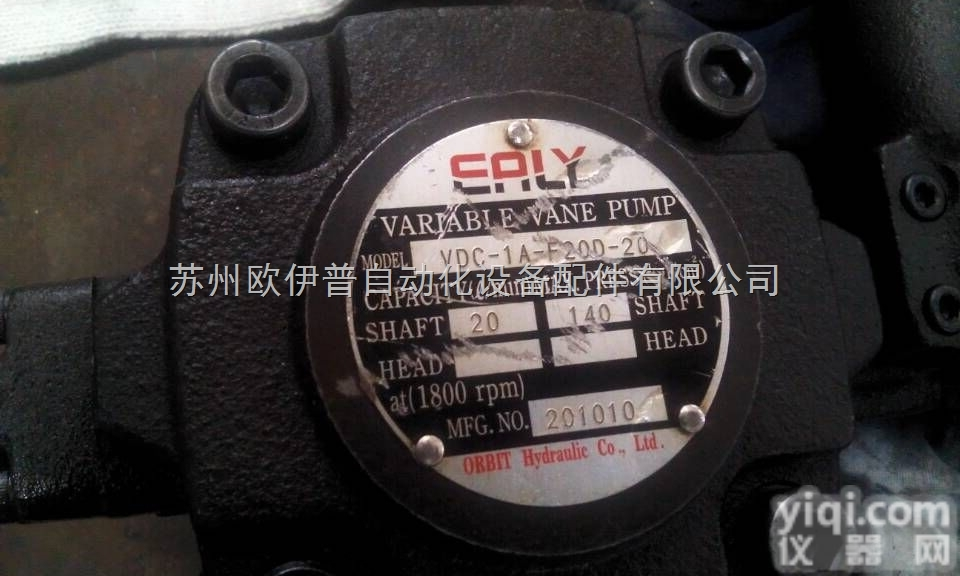 EALY
VARIABLE VANE PUMP
MODEL VDC-1A-F20D-20
苏州欧伊普自动化设备配件有限公司
SHAFT 20 140 SHAFT
HEAD HEAD
at(1800 rpm)
MFG. NO. 201010
ORBIT Hydraulic Co., Ltd.
yiqi.com
仪器网